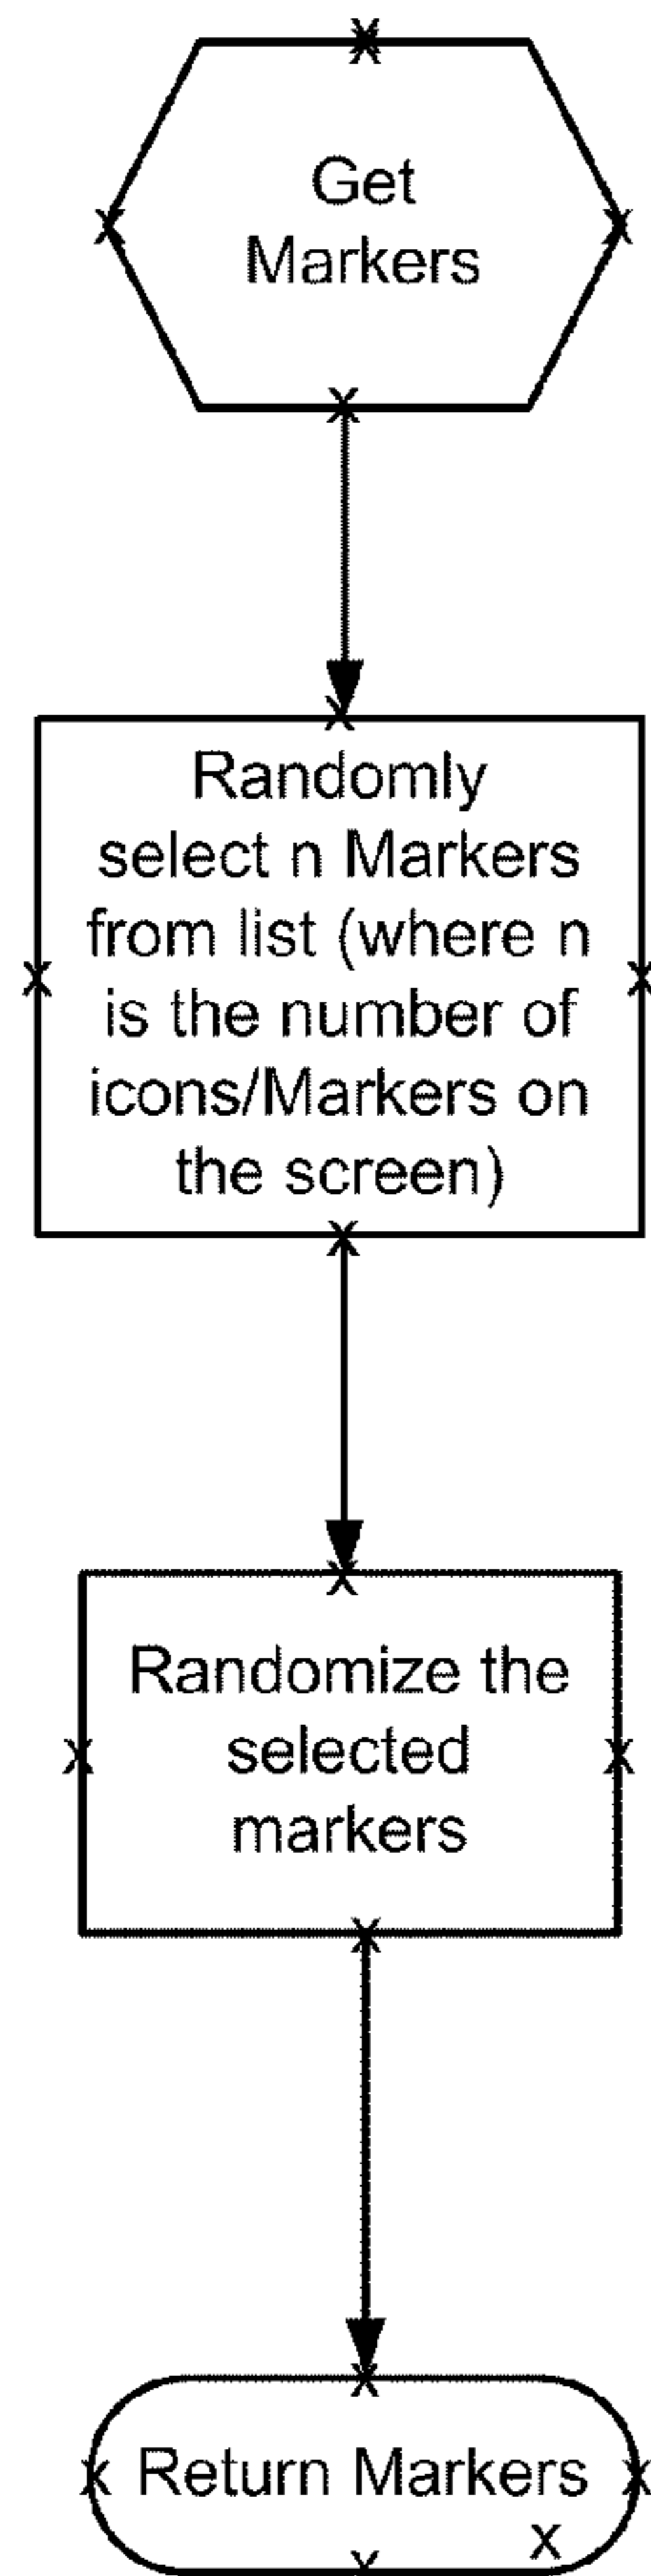 Get
Markers
Randomly
select n Markers
from list (where n
is the number of
icons/Markers on
the screen)
Randomize the
selected
markers
Return Markers